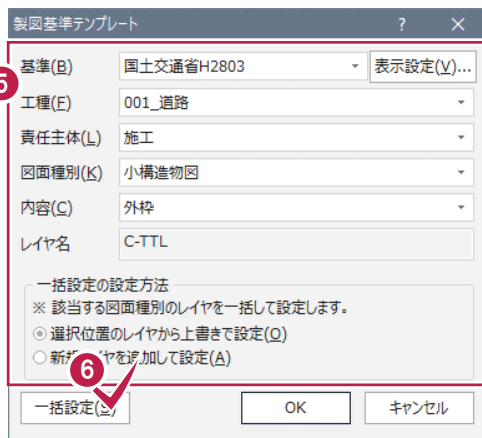 製図基準テンプレート ? ×
5
基準(B) 国土交通省H2803 表示設定(V)...
工種(F) 001_道路
責任主体(L) 施工
図面種別(K) 小構造物図
内容(C) 外枠
レイヤ名 C-TTL
一括設定の設定方法
※ 該当する図面種別のレイヤを一括して設定します。
選択位置のレイヤから上書きで設定(O)
新規レイヤを追加して設定(A)
6
一括設定(S) OK キャンセル